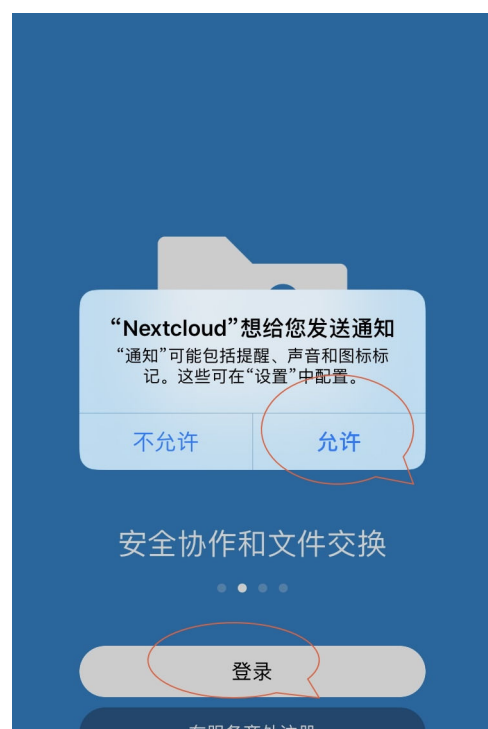 “Nextcloud”想给您发送通知
“通知”可能包括提醒、声音和图标标
记。这些可在“设置”中配置。
不允许
允许
安全协作和文件交换
登录